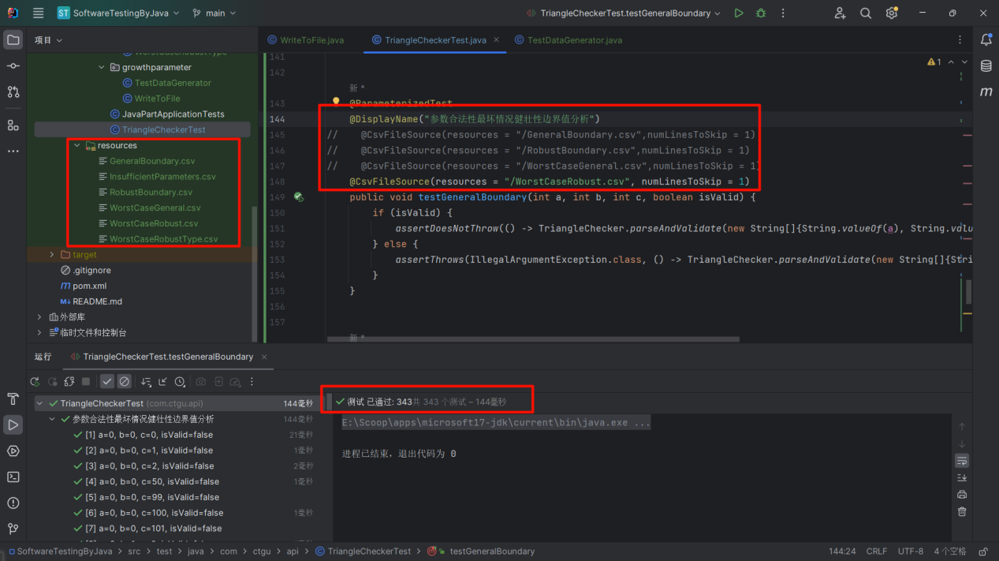 ST SoftwareTestingByJava main TriangleCheckerTest.testGeneralBoundary
项目
WriteToFile.java TriangleCheckerTest.java TestDataGenerator.java
growthparameter
TestDataGenerator
WriteToFile
JavaPartApplicationTests
TriangleCheckerTest
resources
GeneralBoundary.csv
InsufficientParameters.csv
RobustBoundary.csv
WorstCaseGeneral.csv
WorstCaseRobust.csv
WorstCaseRobustType.csv
target
.gitignore
pom.xml
M↓ README.md
外部库
临时文件和控制台
1
141
142
新 *
143 @ParameterizedTest
144 @DisplayName("参数合法性最坏情况健壮性边界值分析")
145 // @CsvFileSource(resources = "/GeneralBoundary.csv",numLinesToSkip = 1)
146 // @CsvFileSource(resources = "/RobustBoundary.csv",numLinesToSkip = 1)
147 // @CsvFileSource(resources = "/WorstCaseGeneral.csv",numLinesToSkip = 1
148 @CsvFileSource(resources = "/WorstCaseRobust.csv", numLinesToSkip = 1)
149 public void testGeneralBoundary(int a, int b, int c, boolean isValid) {
150 if (isValid) {
151 assertDoesNotThrow(() -> TriangleChecker.parseAndValidate(new String[]{String.valueOf(a), String.valu
152 } else {
153 assertThrows(IllegalArgumentException.class, () -> TriangleChecker.parseAndValidate(new String[]{Stri
154 }
155 }
156
157
新 *
运行 TriangleCheckerTest.testGeneralBoundary
TriangleCheckerTest (com.ctgu.api) 144毫秒
参数合法性最坏情况健壮性边界值分析 144毫秒
[1] a=0, b=0, c=0, isValid=false 21毫秒
[2] a=0, b=0, c=1, isValid=false 1毫秒
[3] a=0, b=0, c=2, isValid=false 2毫秒
[4] a=0, b=0, c=50, isValid=false 1毫秒
[5] a=0, b=0, c=99, isValid=false
[6] a=0, b=0, c=100, isValid=false 1毫秒
[7] a=0, b=0, c=101, isValid=false
测试 已通过: 343共 343 个测试 – 144毫秒
E:\Scoop\apps\microsoft17-jdk\current\bin\java.exe ...
进程已结束，退出代码为 0
SoftwareTestingByJava > src > test > java > com > ctgu > api > TriangleCheckerTest > testGeneralBoundary 144:24 CRLF UTF-8 4 个空格